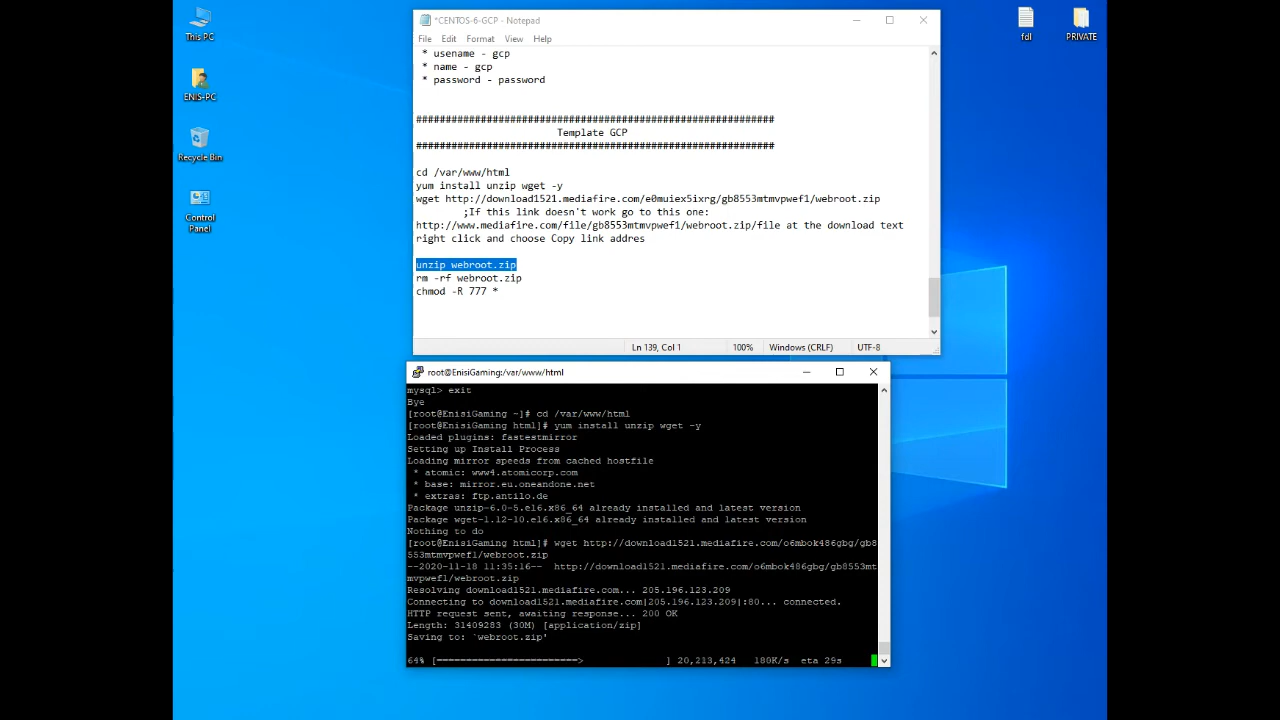 This PC
ENIS-PC
Recycle Bin
Control
Panel
fdl
PRIVATE
*CENTOS-6-GCP - Notepad
File Edit Format View Help
* usename - gcp
* name - gcp
* password - password
#############################################################
Template GCP
#############################################################
cd /var/www/html
yum install unzip wget -y
wget http://download1521.mediafire.com/e0muiex5ixrg/gb8553mtmvpwef1/webroot.zip
;If this link doesn't work go to this one:
http://www.mediafire.com/file/gb8553mtmvpwef1/webroot.zip/file at the download text
right click and choose Copy link addres
unzip webroot.zip
rm -rf webroot.zip
chmod -R 777 *
Ln 139, Col 1 100% Windows (CRLF) UTF-8
root@EnisiGaming:/var/www/html
mysql> exit
Bye
[root@EnisiGaming ~]# cd /var/www/html
[root@EnisiGaming html]# yum install unzip wget -y
Loaded plugins: fastestmirror
Setting up Install Process
Loading mirror speeds from cached hostfile
* atomic: www4.atomicorp.com
* base: mirror.eu.oneandone.net
* extras: ftp.antilo.de
Package unzip-6.0-5.el6.x86_64 already installed and latest version
Package wget-1.12-10.el6.x86_64 already installed and latest version
Nothing to do
[root@EnisiGaming html]# wget http://download1521.mediafire.com/o6mbok486gbg/gb8
553mtmvpwef1/webroot.zip
--2020-11-18 11:35:16-- http://download1521.mediafire.com/o6mbok486gbg/gb8553mt
mvpwef1/webroot.zip
Resolving download1521.mediafire.com... 205.196.123.209
Connecting to download1521.mediafire.com|205.196.123.209|:80... connected.
HTTP request sent, awaiting response... 200 OK
Length: 31409283 (30M) [application/zip]
Saving to: `webroot.zip'
64% [========================> ] 20,213,424 180K/s eta 29s